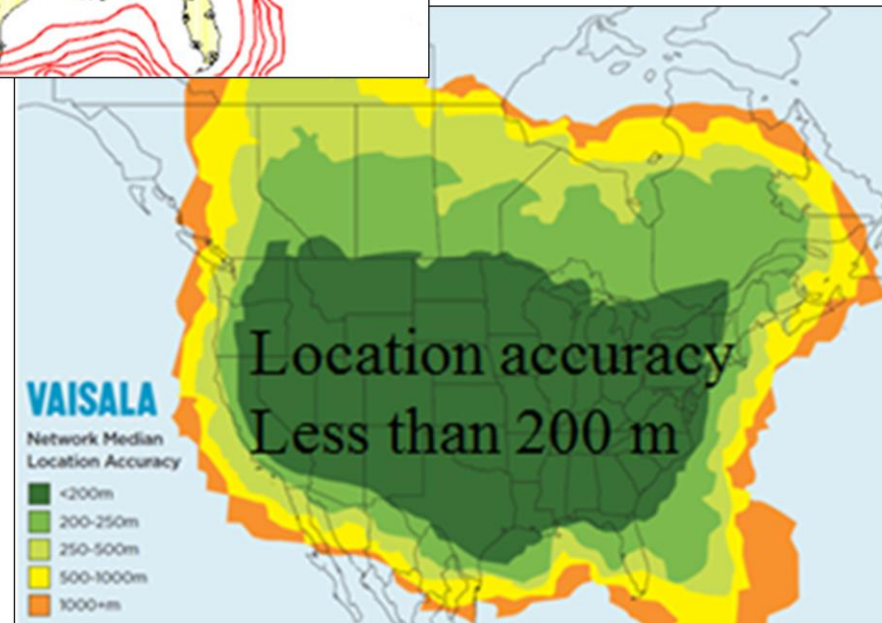 Location accuracy
Less than 200 m
VAISALA
Network Median
Location Accuracy
<200m
200-250m
250-500m
500-1000m
1000+m